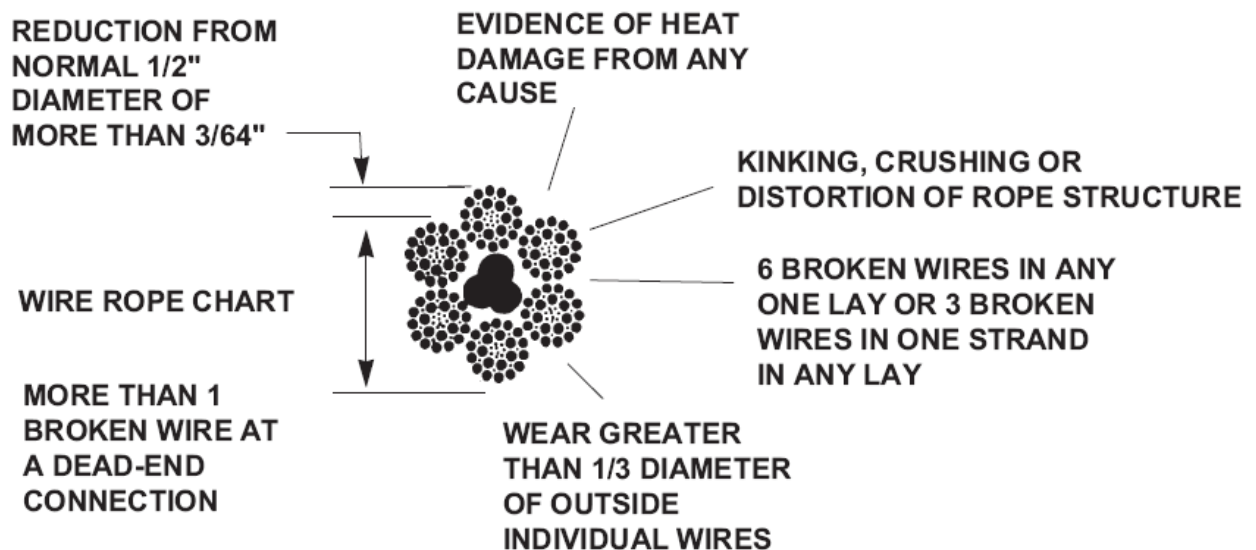 REDUCTION FROM
NORMAL 1/2"
DIAMETER OF
MORE THAN 3/64"
EVIDENCE OF HEAT
DAMAGE FROM ANY
CAUSE
KINKING, CRUSHING OR
DISTORTION OF ROPE STRUCTURE
6 BROKEN WIRES IN ANY
ONE LAY OR 3 BROKEN
WIRES IN ONE STRAND
IN ANY LAY
WIRE ROPE CHART
MORE THAN 1
BROKEN WIRE AT
A DEAD-END
CONNECTION
WEAR GREATER
THAN 1/3 DIAMETER
OF OUTSIDE
INDIVIDUAL WIRES